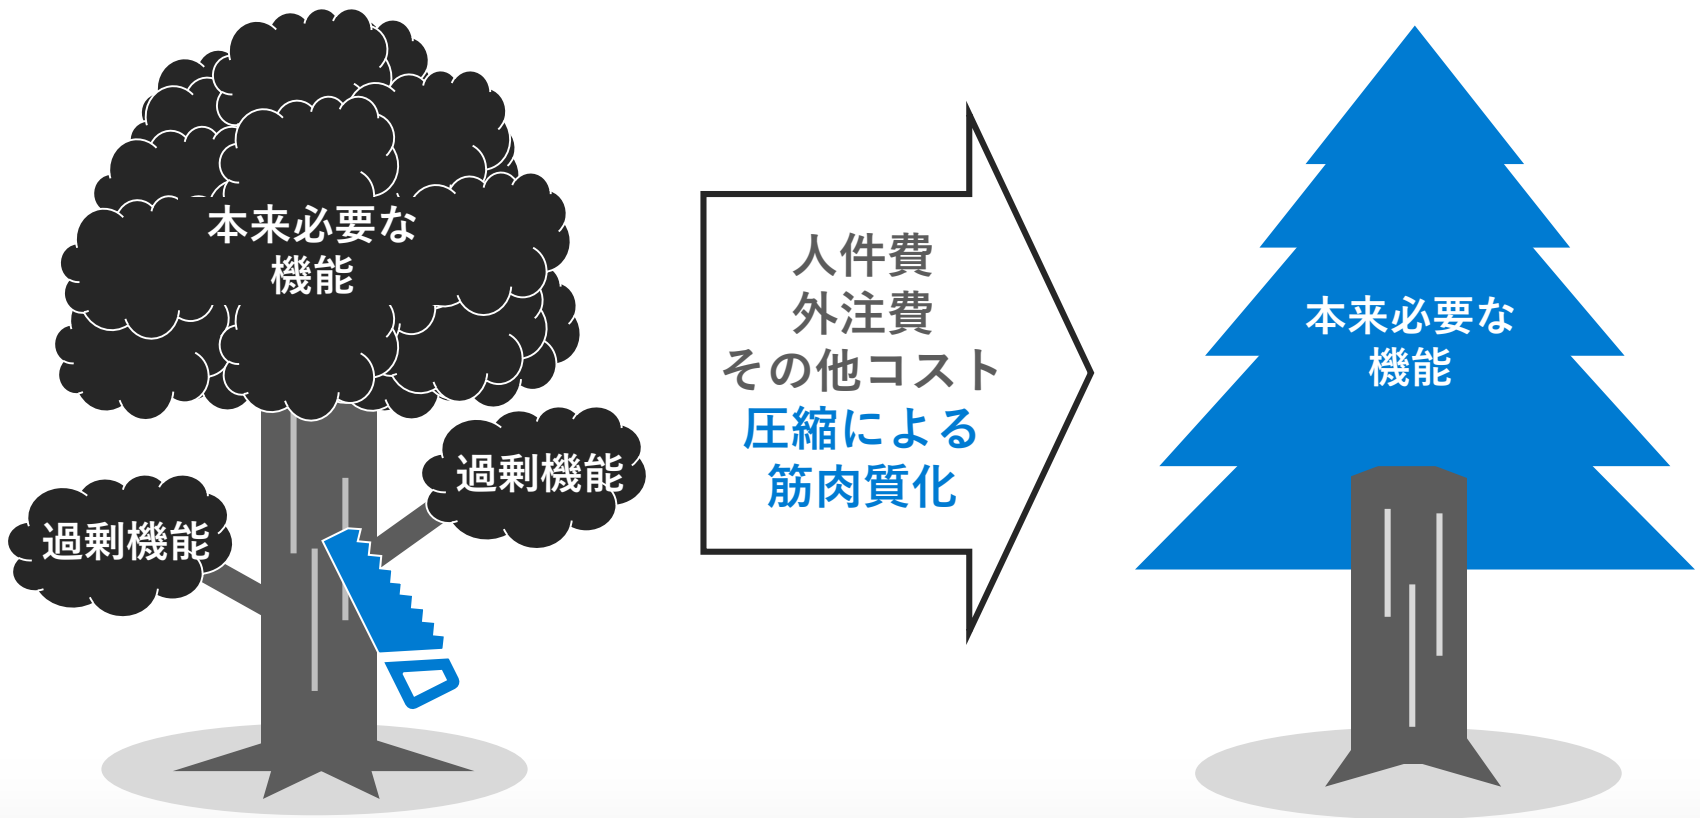 本来必要な
機能
過剰機能
過剰機能
人件費
外注費
その他コスト
圧縮による
筋肉質化
本来必要な
機能